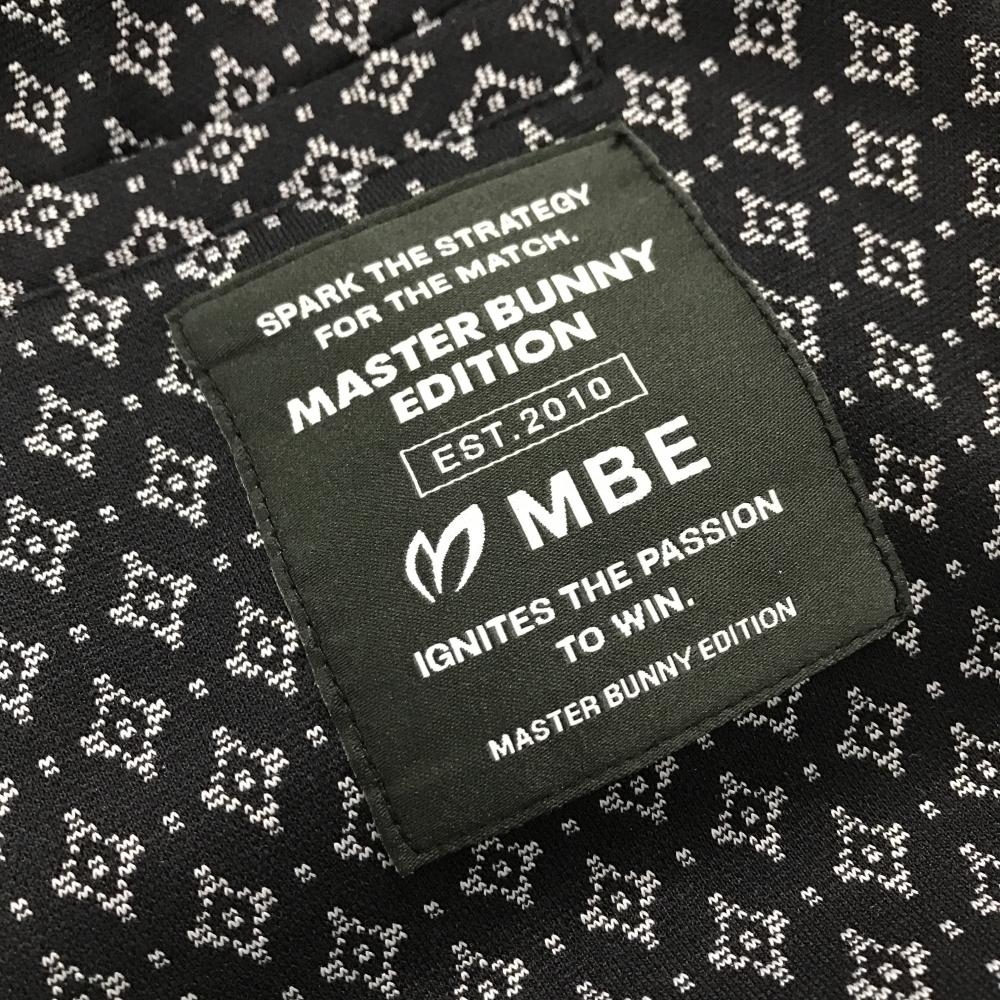 SPARK THE STRATEGY
FOR THE MATCH.
MASTER BUNNY
EDITION
EST.2010
MBE
IGNITES THE PASSION
TO WIN.
MASTER BUNNY EDITION